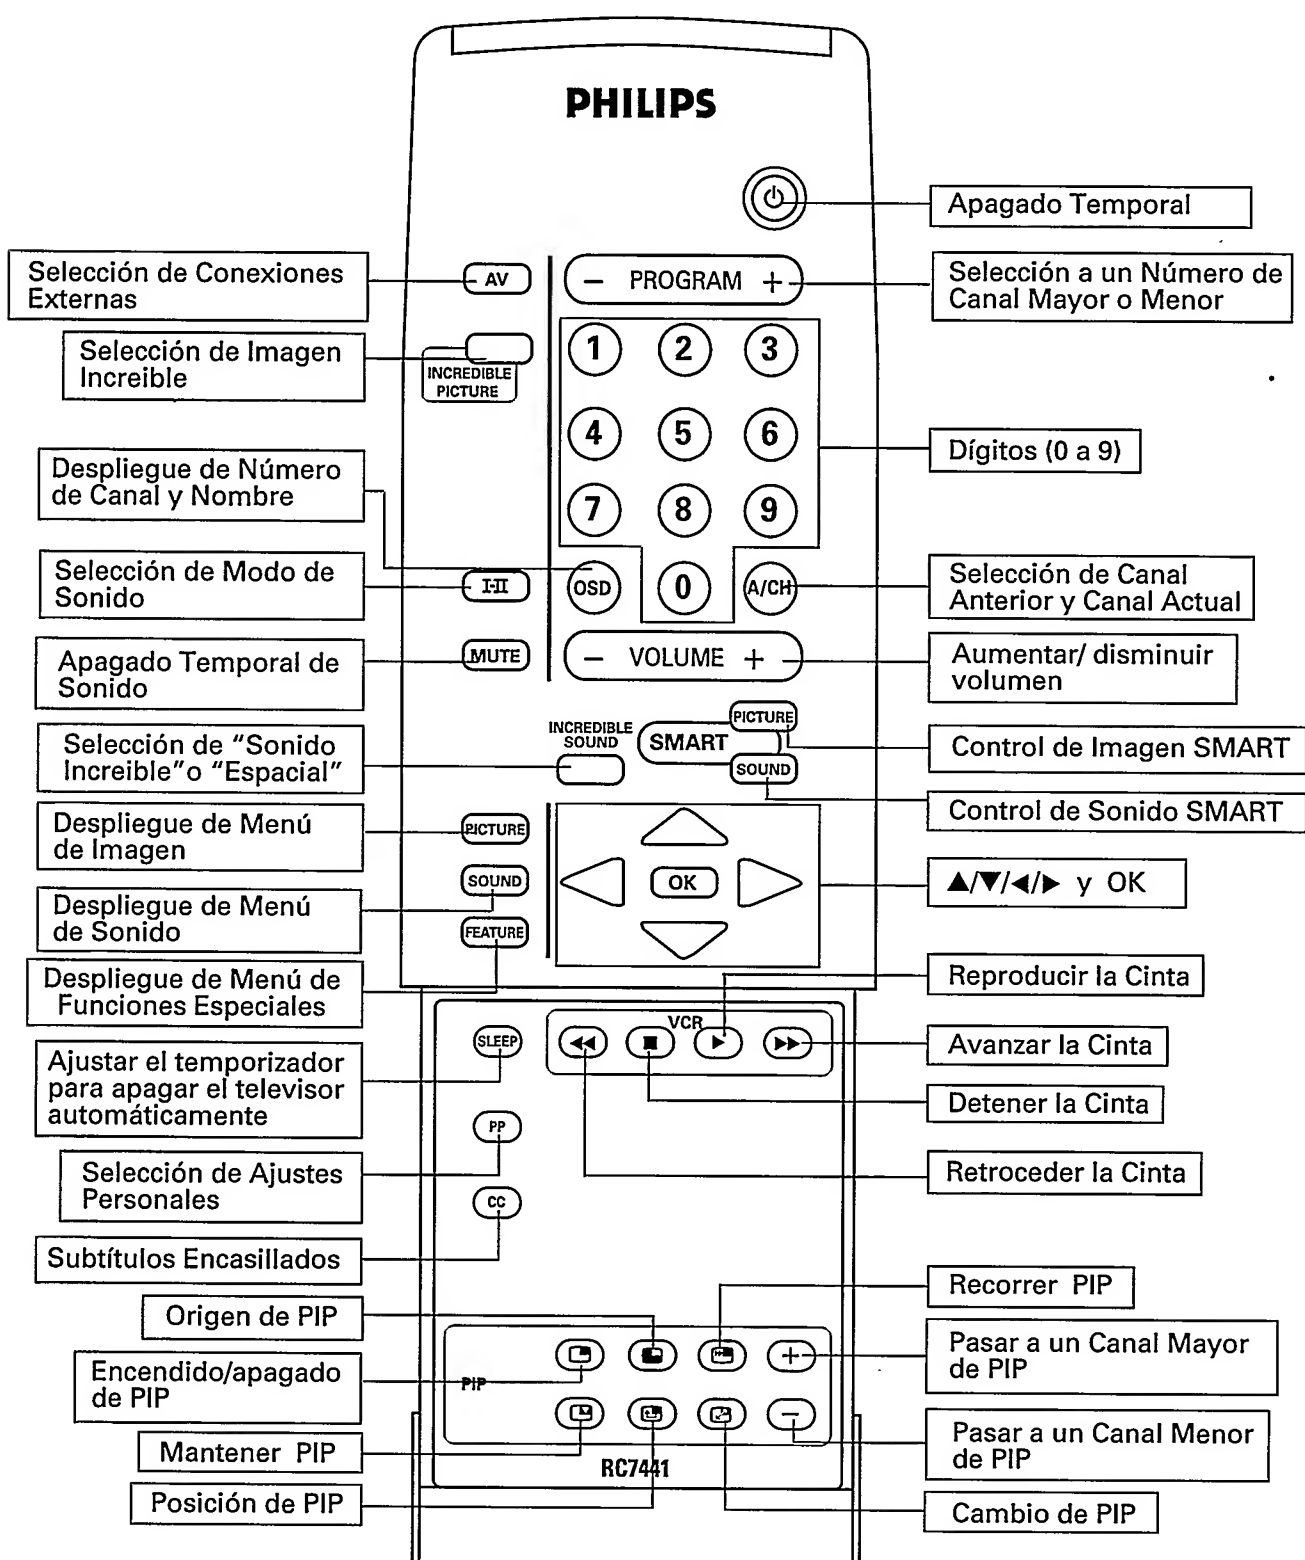 PHILIPS
Apagado Temporal
Selección de Conexiones
Externas
AV
− PROGRAM +
Selección a un Número de
Canal Mayor o Menor
Selección de Imagen
Increible
INCREDIBLE
PICTURE
1 2 3
4 5 6
7 8 9
OSD 0 A/CH
Dígitos (0 a 9)
Despliegue de Número
de Canal y Nombre
Selección de Modo de
Sonido
I-II
Selección de Canal
Anterior y Canal Actual
Apagado Temporal de
Sonido
MUTE
− VOLUME +
Aumentar/ disminuir
volumen
Selección de "Sonido
Increible"o "Espacial"
INCREDIBLE
SOUND
SMART
PICTURE
SOUND
Control de Imagen SMART
Control de Sonido SMART
Despliegue de Menú
de Imagen
PICTURE
SOUND
FEATURE
OK
▲/▼/◀/▶ y OK
Despliegue de Menú
de Sonido
Despliegue de Menú de
Funciones Especiales
Reproducir la Cinta
VCR
SLEEP
Avanzar la Cinta
Ajustar el temporizador
para apagar el televisor
automáticamente
Detener la Cinta
PP
Selección de Ajustes
Personales
Retroceder la Cinta
CC
Subtítulos Encasillados
Recorrer PIP
Origen de PIP
Pasar a un Canal Mayor
de PIP
Encendido/apagado
de PIP
PIP
+
−
Mantener PIP
Pasar a un Canal Menor
de PIP
RC7441
Posición de PIP
Cambio de PIP